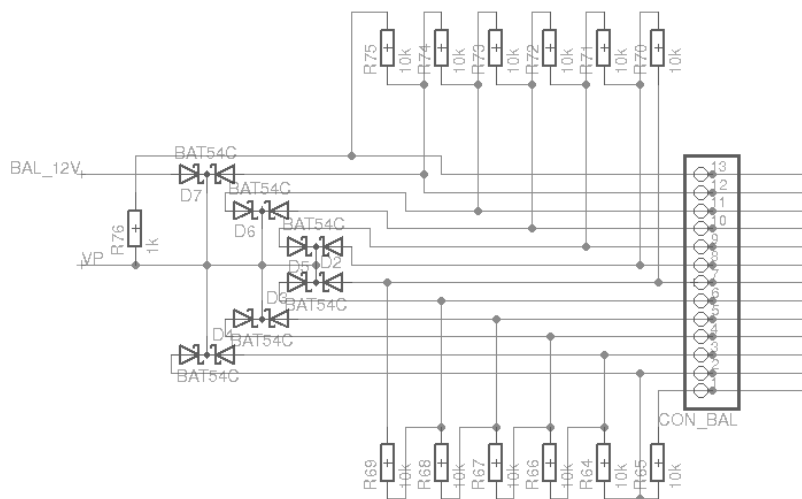 R75
10k
R74
10k
R73
10k
R72
10k
R71
10k
R70
10k
BAL_12V
BAT54C
D7
BAT54C
D6
BAT54C
D5
D2
R76
1k
VP
D3
BAT54C
D4
BAT54C
BAT54C
13
12
11
10
9
8
7
6
5
4
3
2
1
CON_BAL
R69
10k
R68
10k
R67
10k
R66
10k
R64
10k
R65
10k